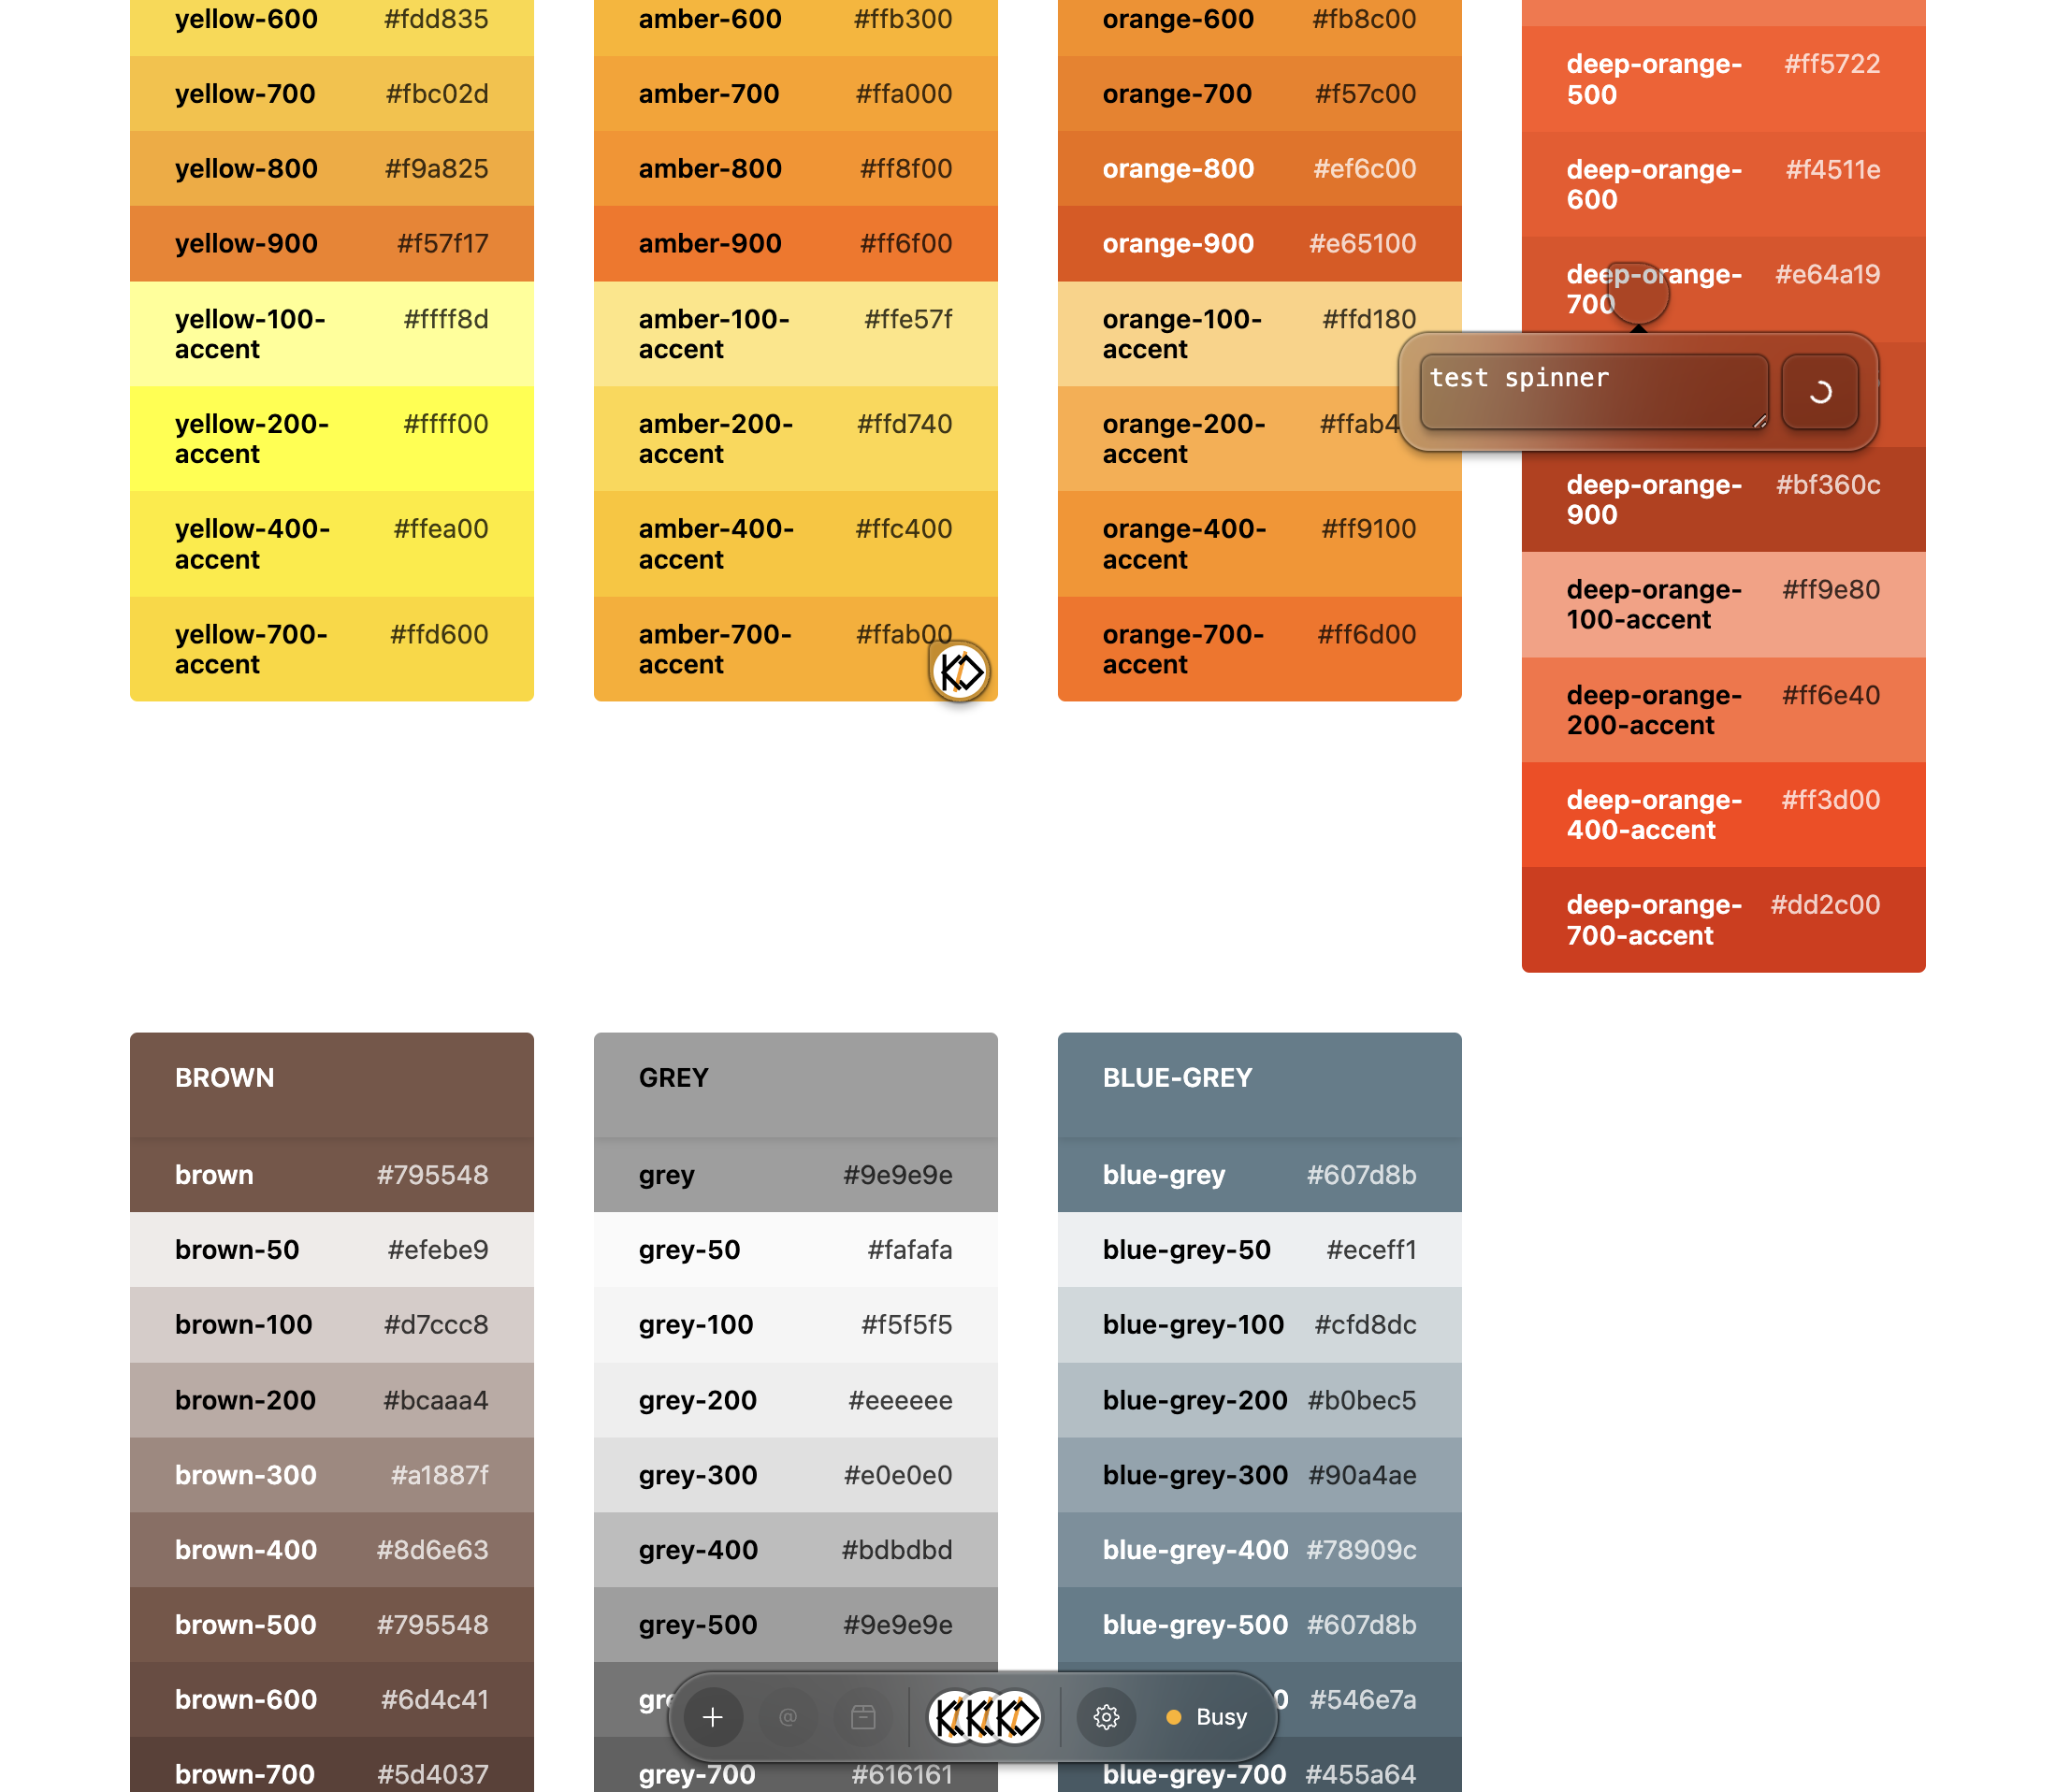 yellow-600 #fdd835
yellow-700 #fbc02d
yellow-800 #f9a825
yellow-900 #f57f17
yellow-100- #ffff8d
accent
yellow-200- #ffff00
accent
yellow-400- #ffea00
accent
yellow-700- #ffd600
accent
amber-600 #ffb300
amber-700 #ffa000
amber-800 #ff8f00
amber-900 #ff6f00
amber-100- #ffe57f
accent
amber-200- #ffd740
accent
amber-400- #ffc400
accent
amber-700- #ffab00
accent
orange-600 #fb8c00
orange-700 #f57c00
orange-800 #ef6c00
orange-900 #e65100
orange-100- #ffd180
accent
orange-200- #ffab4
accent
orange-400- #ff9100
accent
orange-700- #ff6d00
accent
deep-orange- #ff5722
500
deep-orange- #f4511e
600
deep-orange- #e64a19
700
test spinner
deep-orange- #bf360c
900
deep-orange- #ff9e80
100-accent
deep-orange- #ff6e40
200-accent
deep-orange- #ff3d00
400-accent
deep-orange- #dd2c00
700-accent
BROWN
brown #795548
brown-50 #efebe9
brown-100 #d7ccc8
brown-200 #bcaaa4
brown-300 #a1887f
brown-400 #8d6e63
brown-500 #795548
brown-600 #6d4c41
brown-700 #5d4037
GREY
grey #9e9e9e
grey-50 #fafafa
grey-100 #f5f5f5
grey-200 #eeeeee
grey-300 #e0e0e0
grey-400 #bdbdbd
grey-500 #9e9e9e
grey-700 #616161
BLUE-GREY
blue-grey #607d8b
blue-grey-50 #eceff1
blue-grey-100 #cfd8dc
blue-grey-200 #b0bec5
blue-grey-300 #90a4ae
blue-grey-400 #78909c
blue-grey-500 #607d8b
#546e7a
blue-grey-700 #455a64
@
Busy